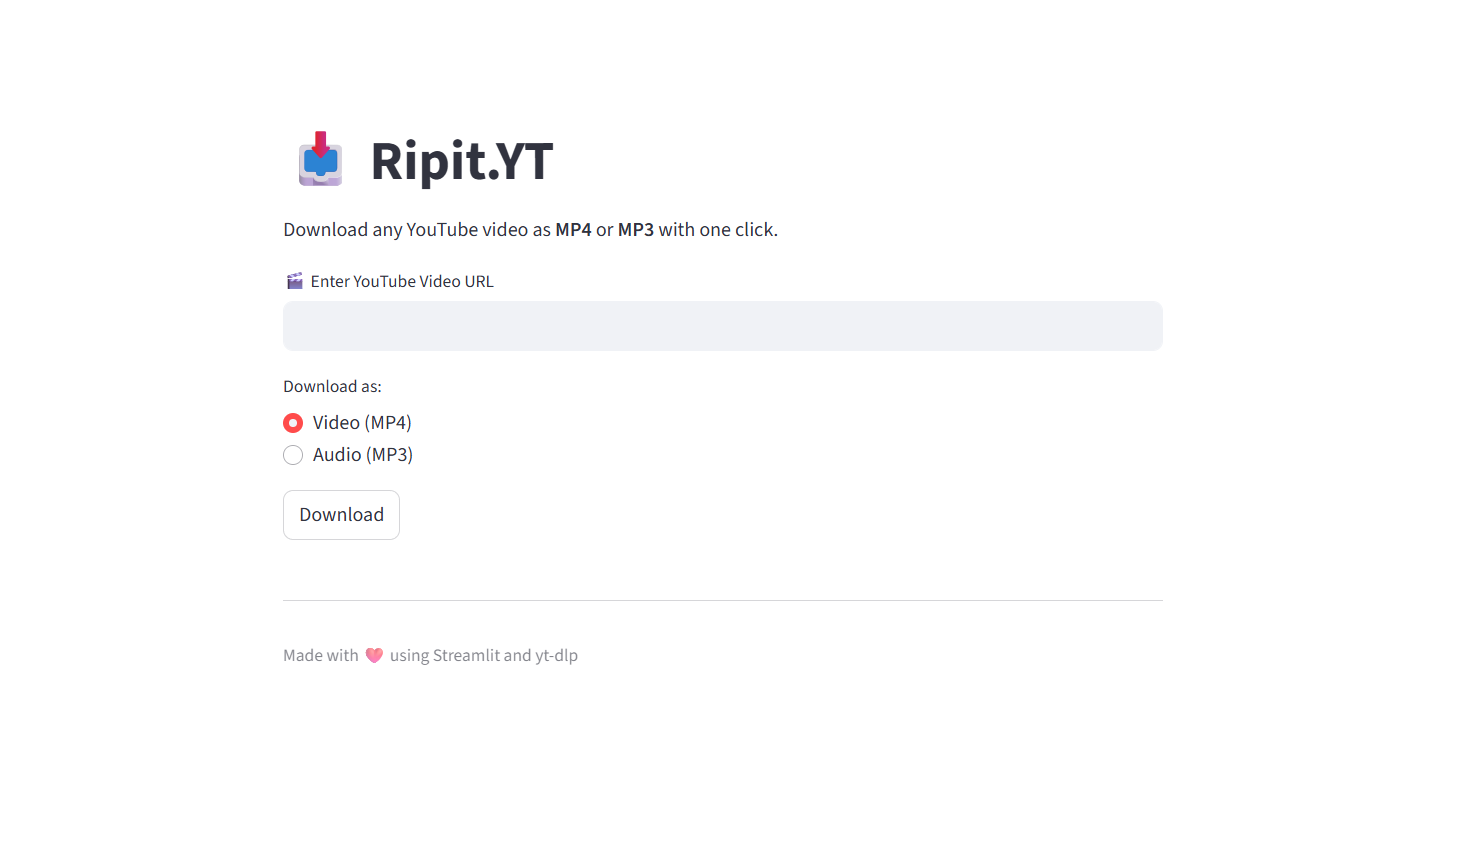 Ripit.YT
Download any YouTube video as MP4 or MP3 with one click.
Enter YouTube Video URL
Download as:
Video (MP4)
Audio (MP3)
Download
Made with 💖 using Streamlit and yt-dlp